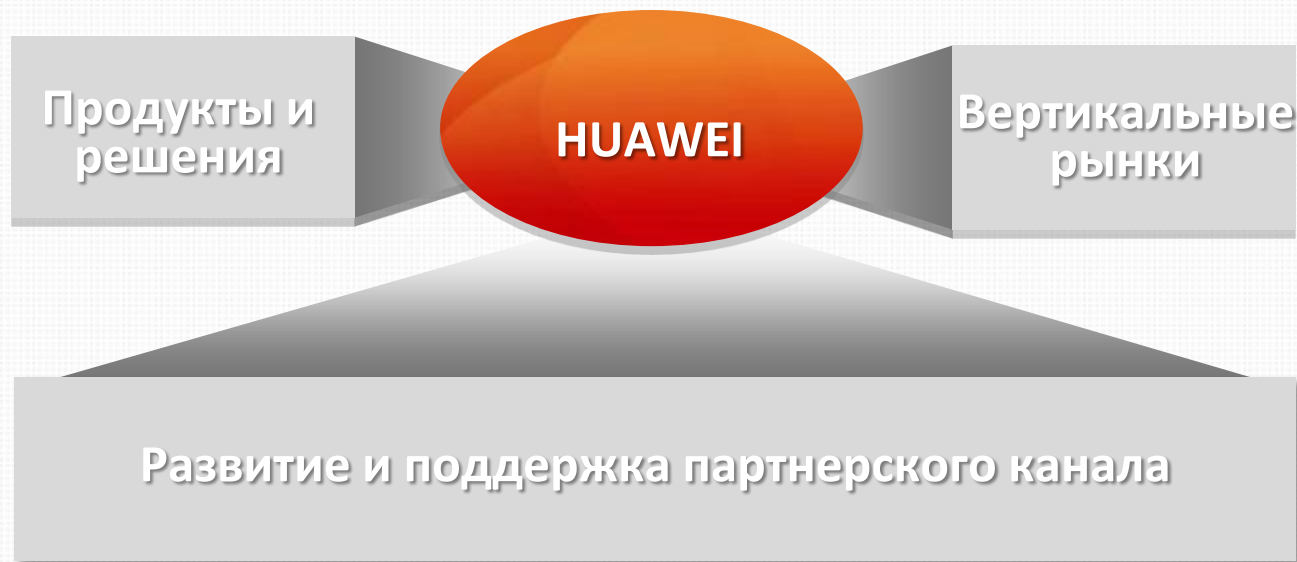 Продукты и
решения
HUAWEI
Вертикальные
рынки
Развитие и поддержка партнерского канала